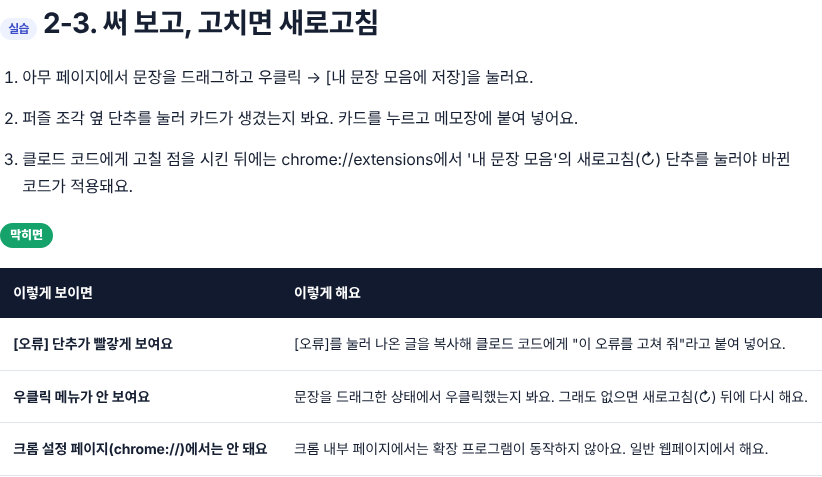 실습 2-3. 써 보고, 고치면 새로고침
1. 아무 페이지에서 문장을 드래그하고 우클릭 → [내 문장 모음에 저장]을 눌러요.
2. 퍼즐 조각 옆 단추를 눌러 카드가 생겼는지 봐요. 카드를 누르고 메모장에 붙여 넣어요.
3. 클로드 코드에게 고칠 점을 시킨 뒤에는 chrome://extensions에서 '내 문장 모음'의 새로고침(↻) 단추를 눌러야 바뀐
코드가 적용돼요.
막히면
이렇게 보이면 이렇게 해요
[오류] 단추가 빨갛게 보여요 [오류]를 눌러 나온 글을 복사해 클로드 코드에게 "이 오류를 고쳐 줘"라고 붙여 넣어요.
우클릭 메뉴가 안 보여요 문장을 드래그한 상태에서 우클릭했는지 봐요. 그래도 없으면 새로고침(↻) 뒤에 다시 해요.
크롬 설정 페이지(chrome://)에서는 안 돼요 크롬 내부 페이지에서는 확장 프로그램이 동작하지 않아요. 일반 웹페이지에서 해요.